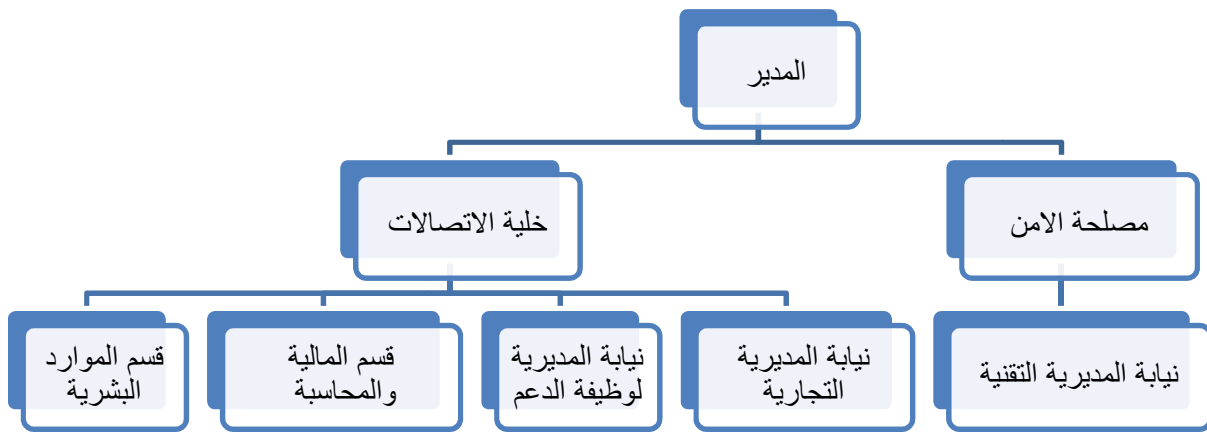 المدير
مصلحة الامن
خلية الاتصالات
نيابة المديرية التقنية
نيابة المديرية
التجارية
نيابة المديرية
لوظيفة الدعم
قسم المالية
والمحاسبة
قسم الموارد
البشرية